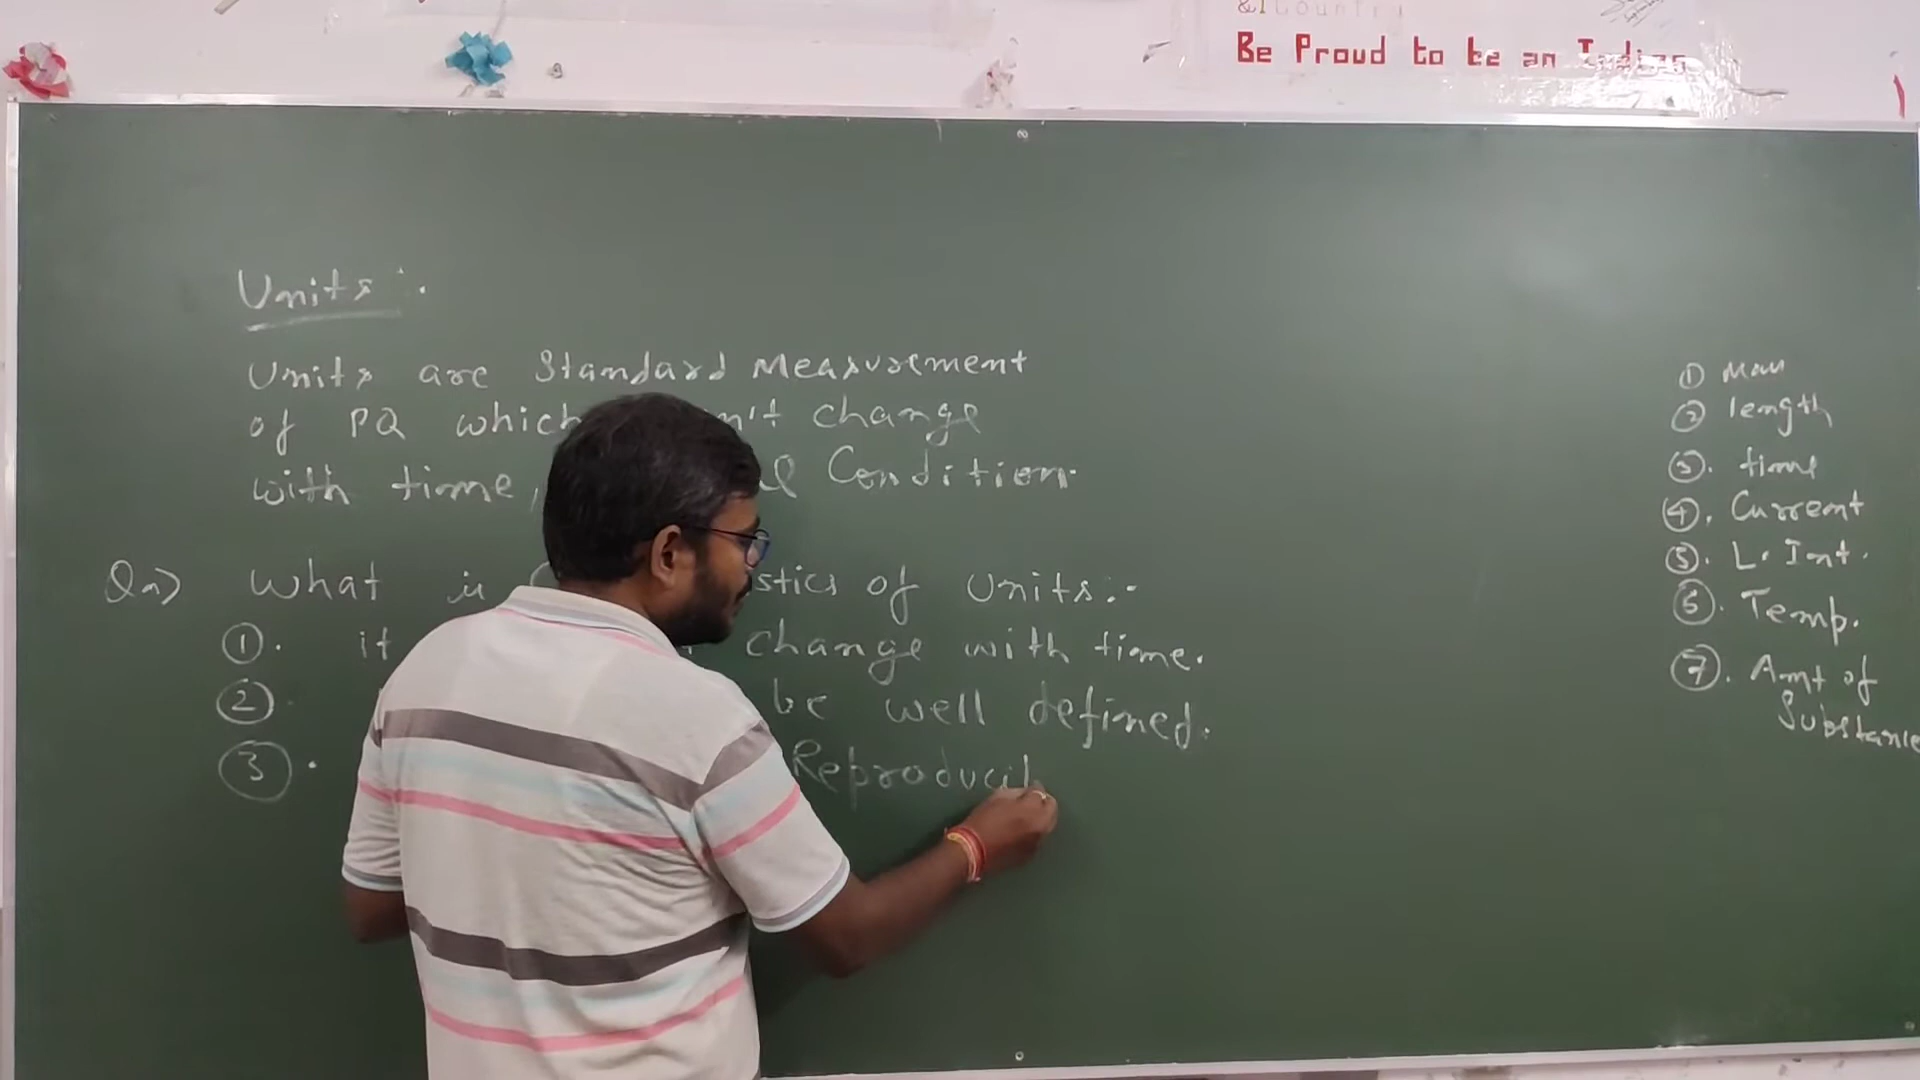 &1 Country
Be Proud to be an Indian
Units :
Units are Standard Measurement
of PQ which n't change
with time, Condition.
Qn) What is stics of Units:-
①. it change with time.
② be well defined.
③. Reproducib
① Mass
② length
③. time
④. Current
⑤. L. Int.
⑥. Temp.
⑦. Amt of
Substance